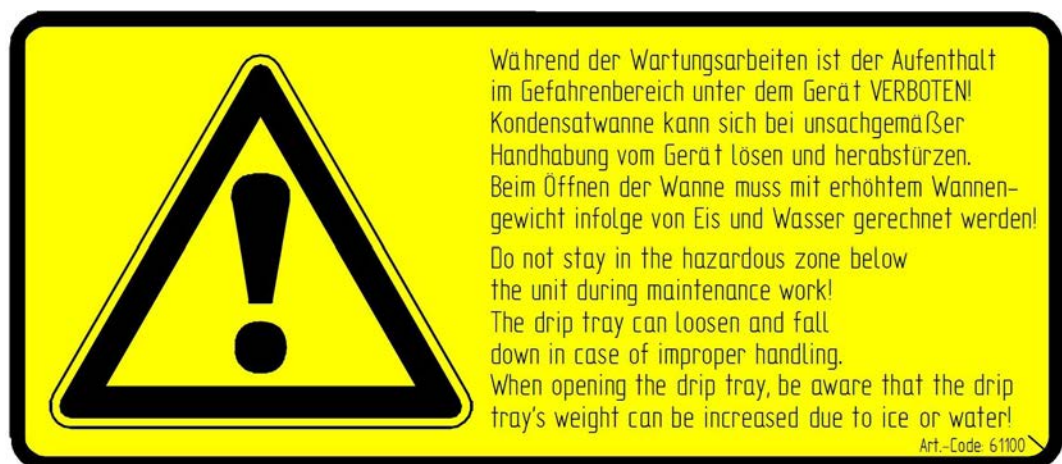 Während der Wartungsarbeiten ist der Aufenthalt
im Gefahrenbereich unter dem Gerät VERBOTEN!
Kondensatwanne kann sich bei unsachgemäßer
Handhabung vom Gerät lösen und herabstürzen.
Beim Öffnen der Wanne muss mit erhöhtem Wannen-
gewicht infolge von Eis und Wasser gerechnet werden!
Do not stay in the hazardous zone below
the unit during maintenance work!
The drip tray can loosen and fall
down in case of improper handling.
When opening the drip tray, be aware that the drip
tray's weight can be increased due to ice or water!
Art.-Code: 61100